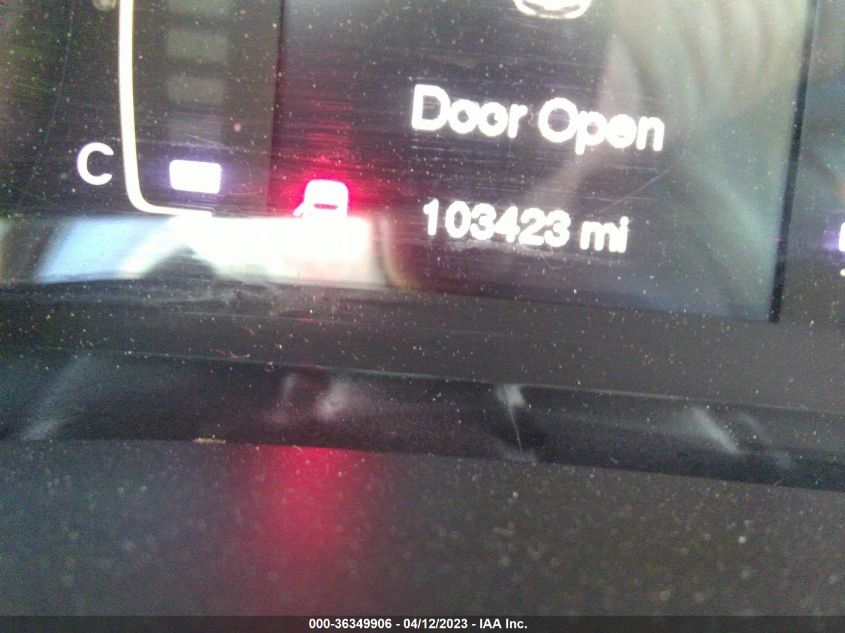 Door Open
C
103423 mi
000-36349906 - 04/12/2023 - IAA Inc.